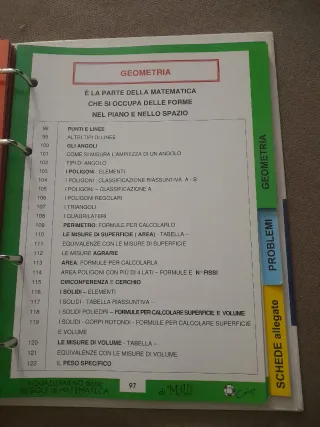 GEOMETRIA
È LA PARTE DELLA MATEMATICA
CHE SI OCCUPA DELLE FORME
NEL PIANO E NELLO SPAZIO
98 PUNTI E LINEE
99 ALTRI TIPI DI LINEE
100 GLI ANGOLI
101 COME SI MISURA L'AMPIEZZA DI UN ANGOLO
102 TIPI DI ANGOLO
103 I POLIGONI - ELEMENTI
104 I POLIGONI - CLASSIFICAZIONE RIASSUNTIVA A - B
105 I POLIGONI – CLASSIFICAZIONE A
106 I POLIGONI REGOLARI
107 I TRIANGOLI
108 I QUADRILATERI
109 PERIMETRO: FORMULE PER CALCOLARLO
110 LE MISURE DI SUPERFICIE ( AREA) - TABELLA –
111 EQUIVALENZE CON LE MISURE DI SUPERFICIE
112 LE MISURE AGRARIE
113 AREA: FORMULE PER CALCOLARLA
114 AREA POLIGONI CON PIÙ DI 4 LATI – FORMULE E N° FISSI
115 CIRCONFERENZA E CERCHIO
116 I SOLIDI – ELEMENTI
117 I SOLIDI - TABELLA RIASSUNTIVA –
118 I SOLIDI POLIEDRI – FORMULE PER CALCOLARE SUPERFICIE E VOLUME
119 I SOLIDI - CORPI ROTONDI - FORMULE PER CALCOLARE SUPERFICIE
E VOLUME
120 LE MISURE DI VOLUME - TABELLA –
121 EQUIVALENZE CON LE MISURE DI VOLUME
122 IL PESO SPECIFICO
97
GEOMETRIA
PROBLEMI
SCHEDE allegate